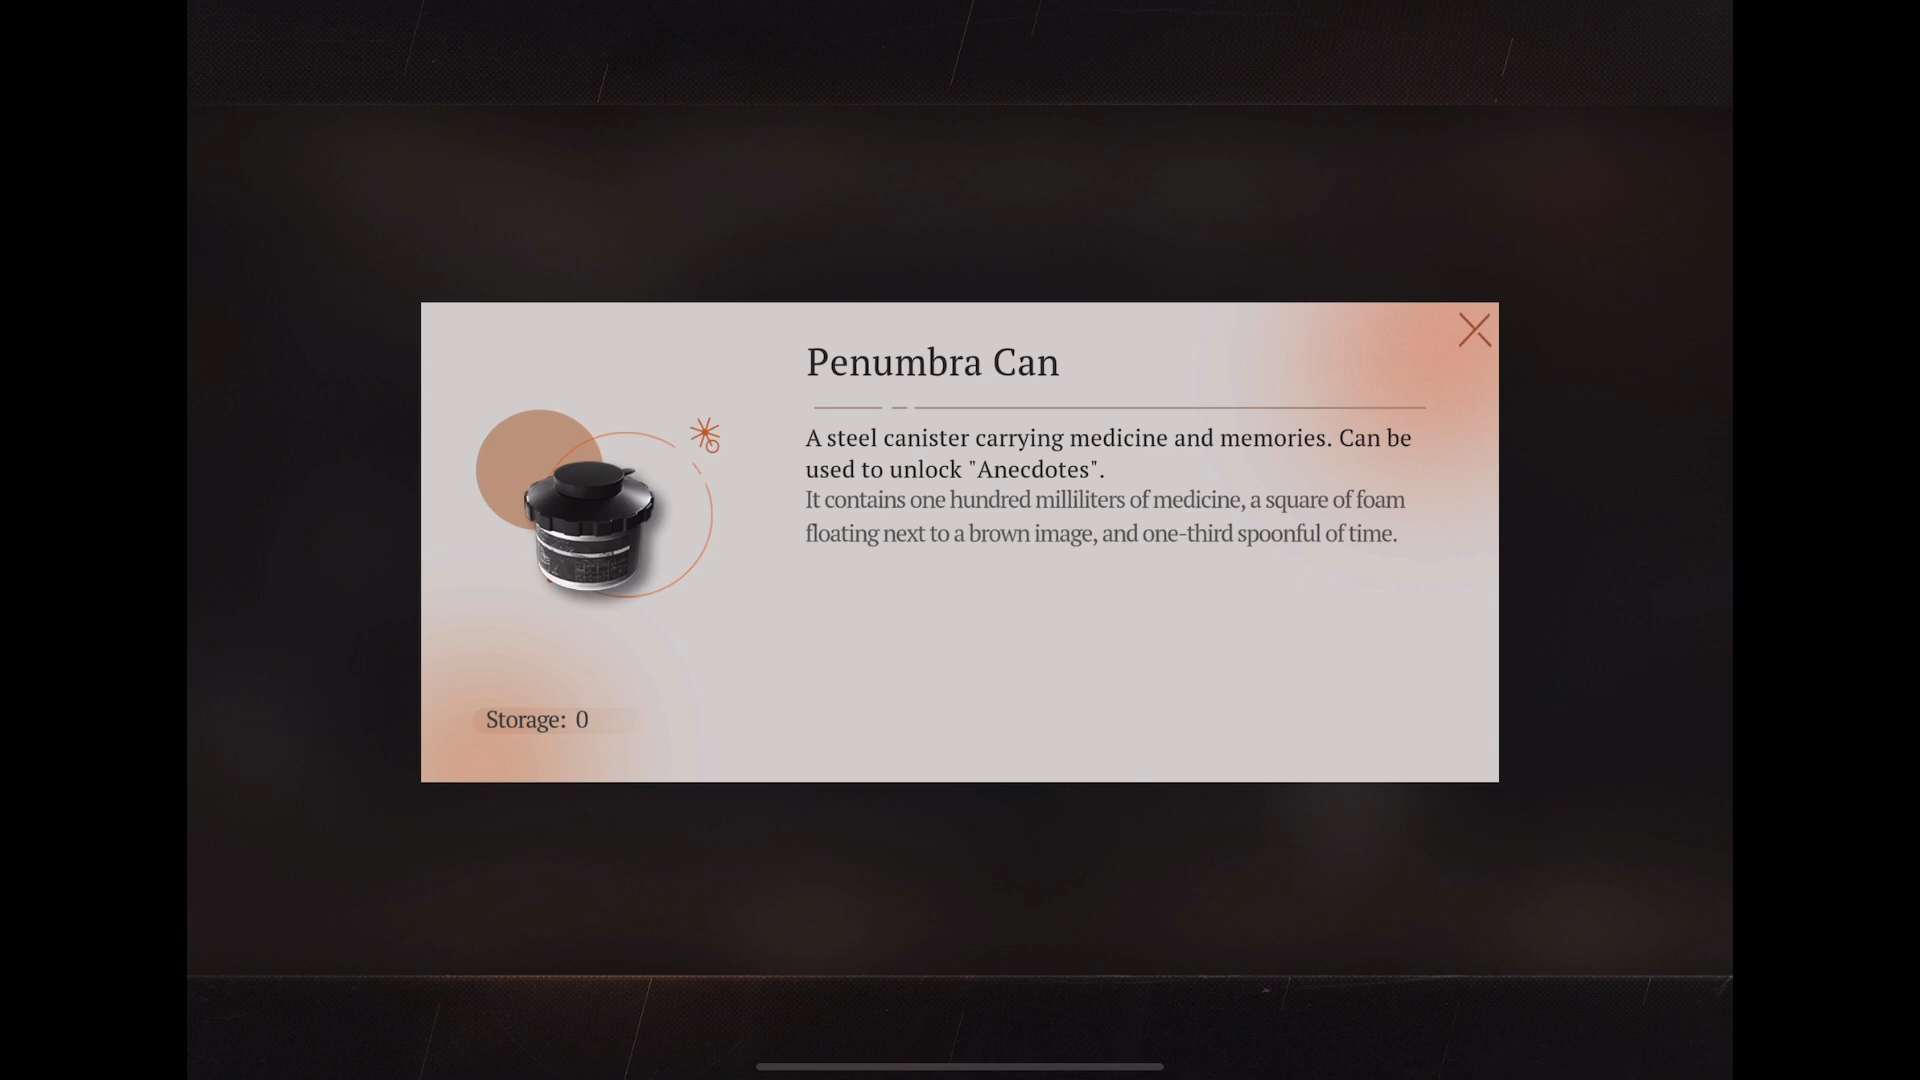 Penumbra Can
A steel canister carrying medicine and memories. Can be
used to unlock "Anecdotes".
It contains one hundred milliliters of medicine, a square of foam
floating next to a brown image, and one-third spoonful of time.
Storage: 0